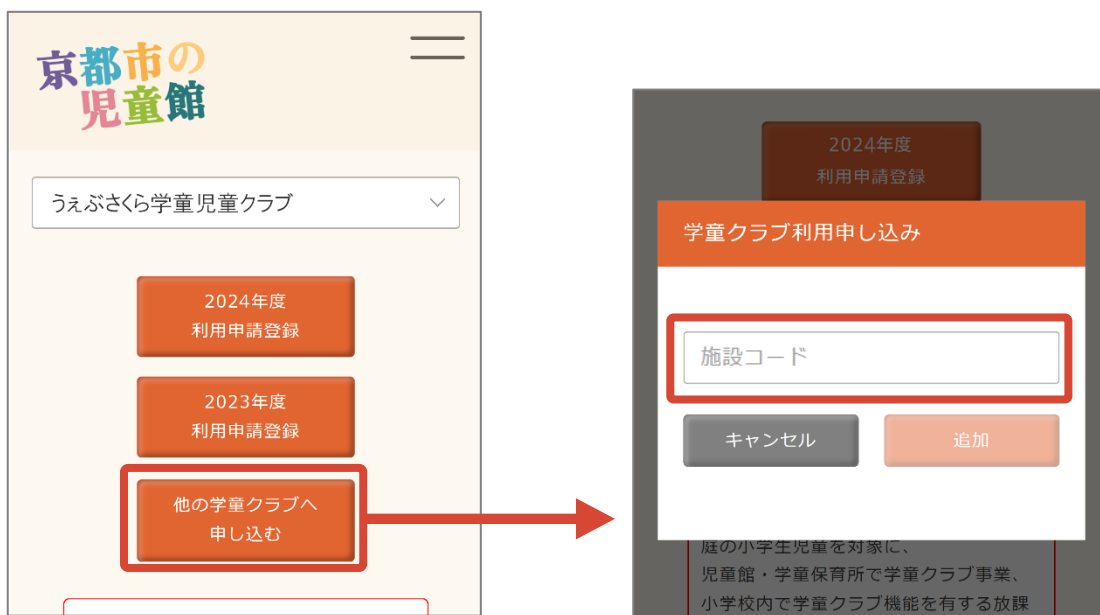 京都市の
児童館
うぇぶさくら学童児童クラブ
2024年度
利用申請登録
2023年度
利用申請登録
他の学童クラブへ
申し込む
2024年度
利用申請登録
学童クラブ利用申し込み
施設コード
キャンセル
追加
庭の小学生児童を対象に、
児童館・学童保育所で学童クラブ事業、
小学校内で学童クラブ機能を有する放課